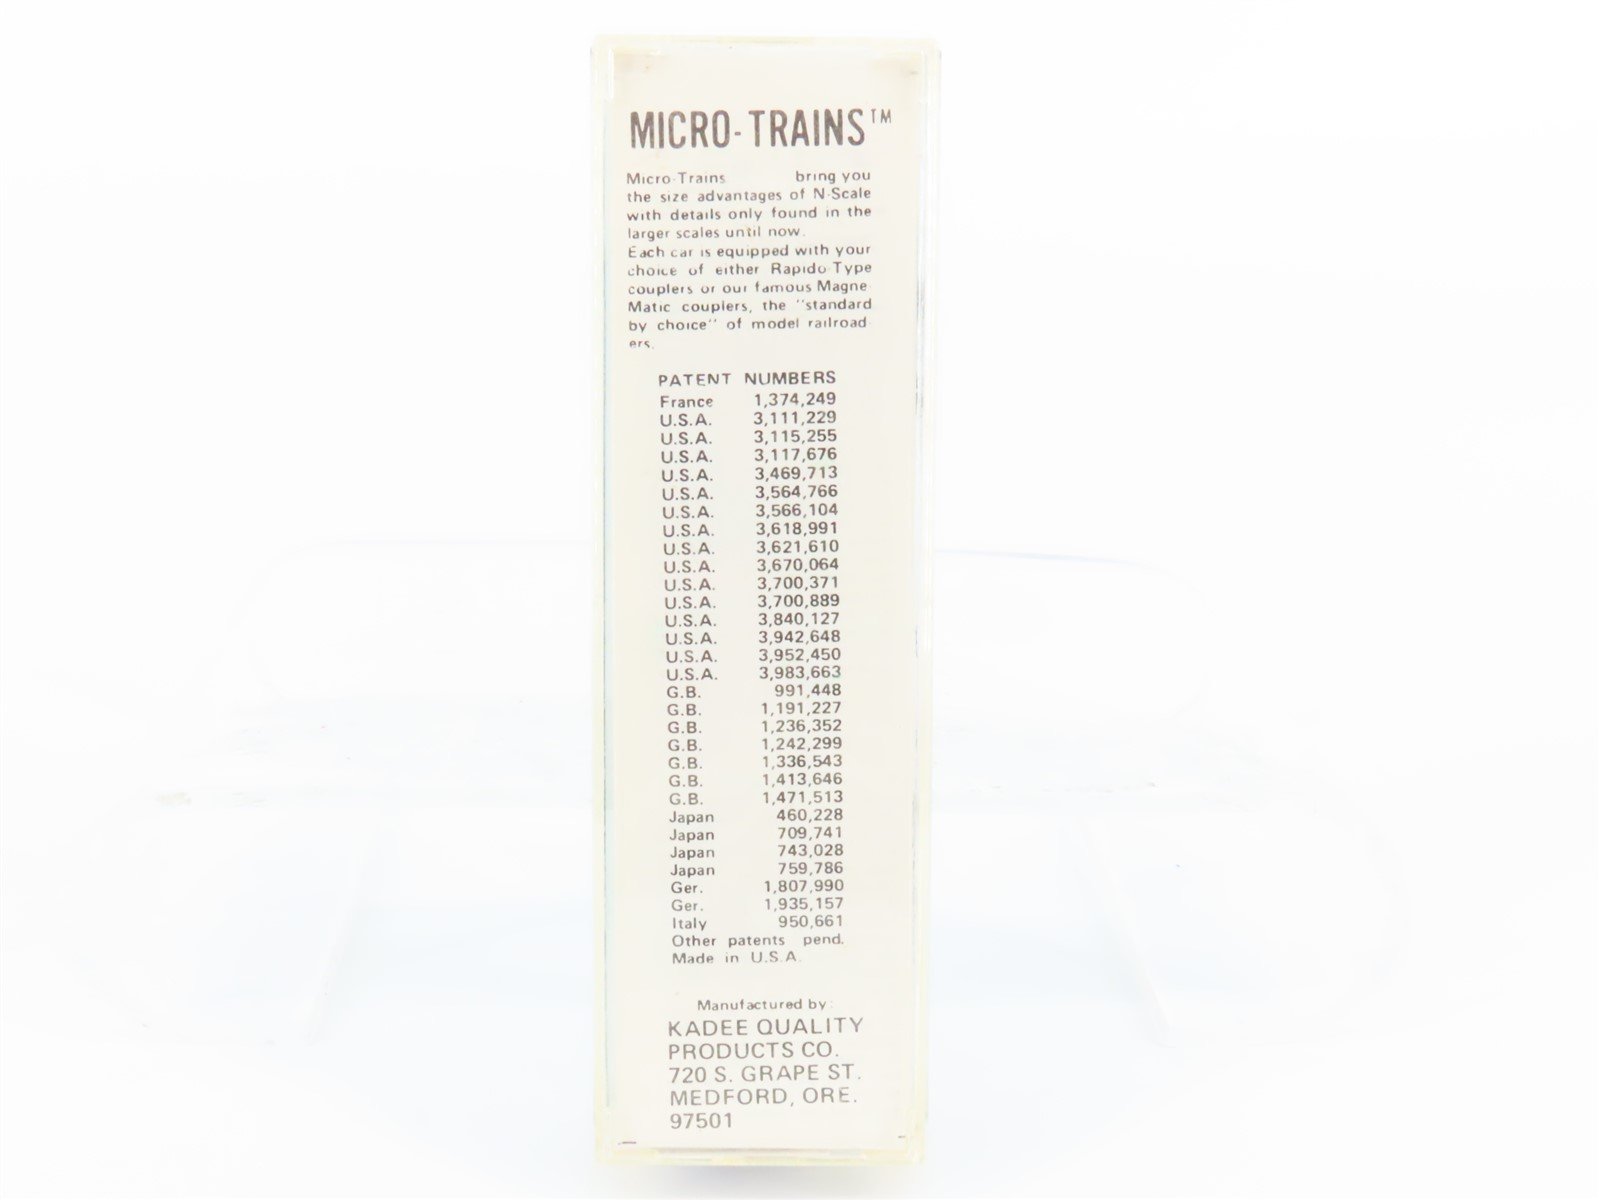 MICRO-TRAINS™
Micro-Trains bring you
the size advantages of N-Scale
with details only found in the
larger scales until now.
Each car is equipped with your
choice of either Rapido-Type
couplers or our famous Magne
Matic couplers, the "standard
by choice" of model railroad
ers.
PATENT NUMBERS
France 1,374,249
U.S.A. 3,111,229
U.S.A. 3,115,255
U.S.A. 3,117,676
U.S.A. 3,469,713
U.S.A. 3,564,766
U.S.A. 3,566,104
U.S.A. 3,618,991
U.S.A. 3,621,610
U.S.A. 3,670,064
U.S.A. 3,700,371
U.S.A. 3,700,889
U.S.A. 3,840,127
U.S.A. 3,942,648
U.S.A. 3,952,450
U.S.A. 3,983,663
G.B. 991,448
G.B. 1,191,227
G.B. 1,236,352
G.B. 1,242,299
G.B. 1,336,543
G.B. 1,413,646
G.B. 1,471,513
Japan 460,228
Japan 709,741
Japan 743,028
Japan 759,786
Ger. 1,807,990
Ger. 1,935,157
Italy 950,661
Other patents pend.
Made in U.S.A.
Manufactured by:
KADEE QUALITY
PRODUCTS CO.
720 S. GRAPE ST.
MEDFORD, ORE.
97501